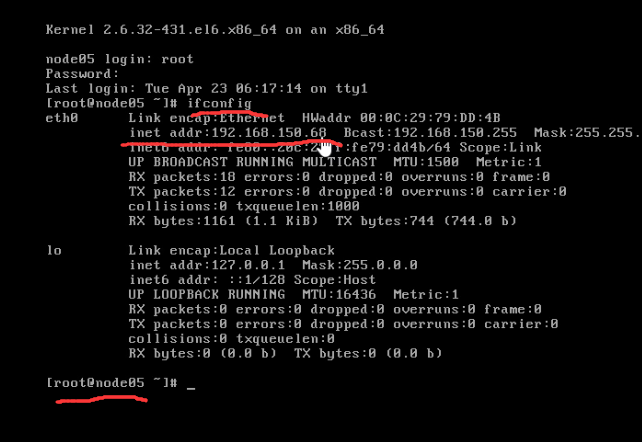 Kernel 2.6.32-431.el6.x86_64 on an x86_64
node05 login: root
Password:
Last login: Tue Apr 23 06:17:14 on tty1
[root@node05 ~]# ifconfig
eth0 Link encap:Ethernet HWaddr 00:0C:29:79:DD:4B
inet addr:192.168.150.68 Bcast:192.168.150.255 Mask:255.255.
inet6 addr: fe80::20c:29ff:fe79:dd4b/64 Scope:Link
UP BROADCAST RUNNING MULTICAST MTU:1500 Metric:1
RX packets:18 errors:0 dropped:0 overruns:0 frame:0
TX packets:12 errors:0 dropped:0 overruns:0 carrier:0
collisions:0 txqueuelen:1000
RX bytes:1161 (1.1 KiB) TX bytes:744 (744.0 b)
lo Link encap:Local Loopback
inet addr:127.0.0.1 Mask:255.0.0.0
inet6 addr: ::1/128 Scope:Host
UP LOOPBACK RUNNING MTU:16436 Metric:1
RX packets:0 errors:0 dropped:0 overruns:0 frame:0
TX packets:0 errors:0 dropped:0 overruns:0 carrier:0
collisions:0 txqueuelen:0
RX bytes:0 (0.0 b) TX bytes:0 (0.0 b)
[root@node05 ~]# _